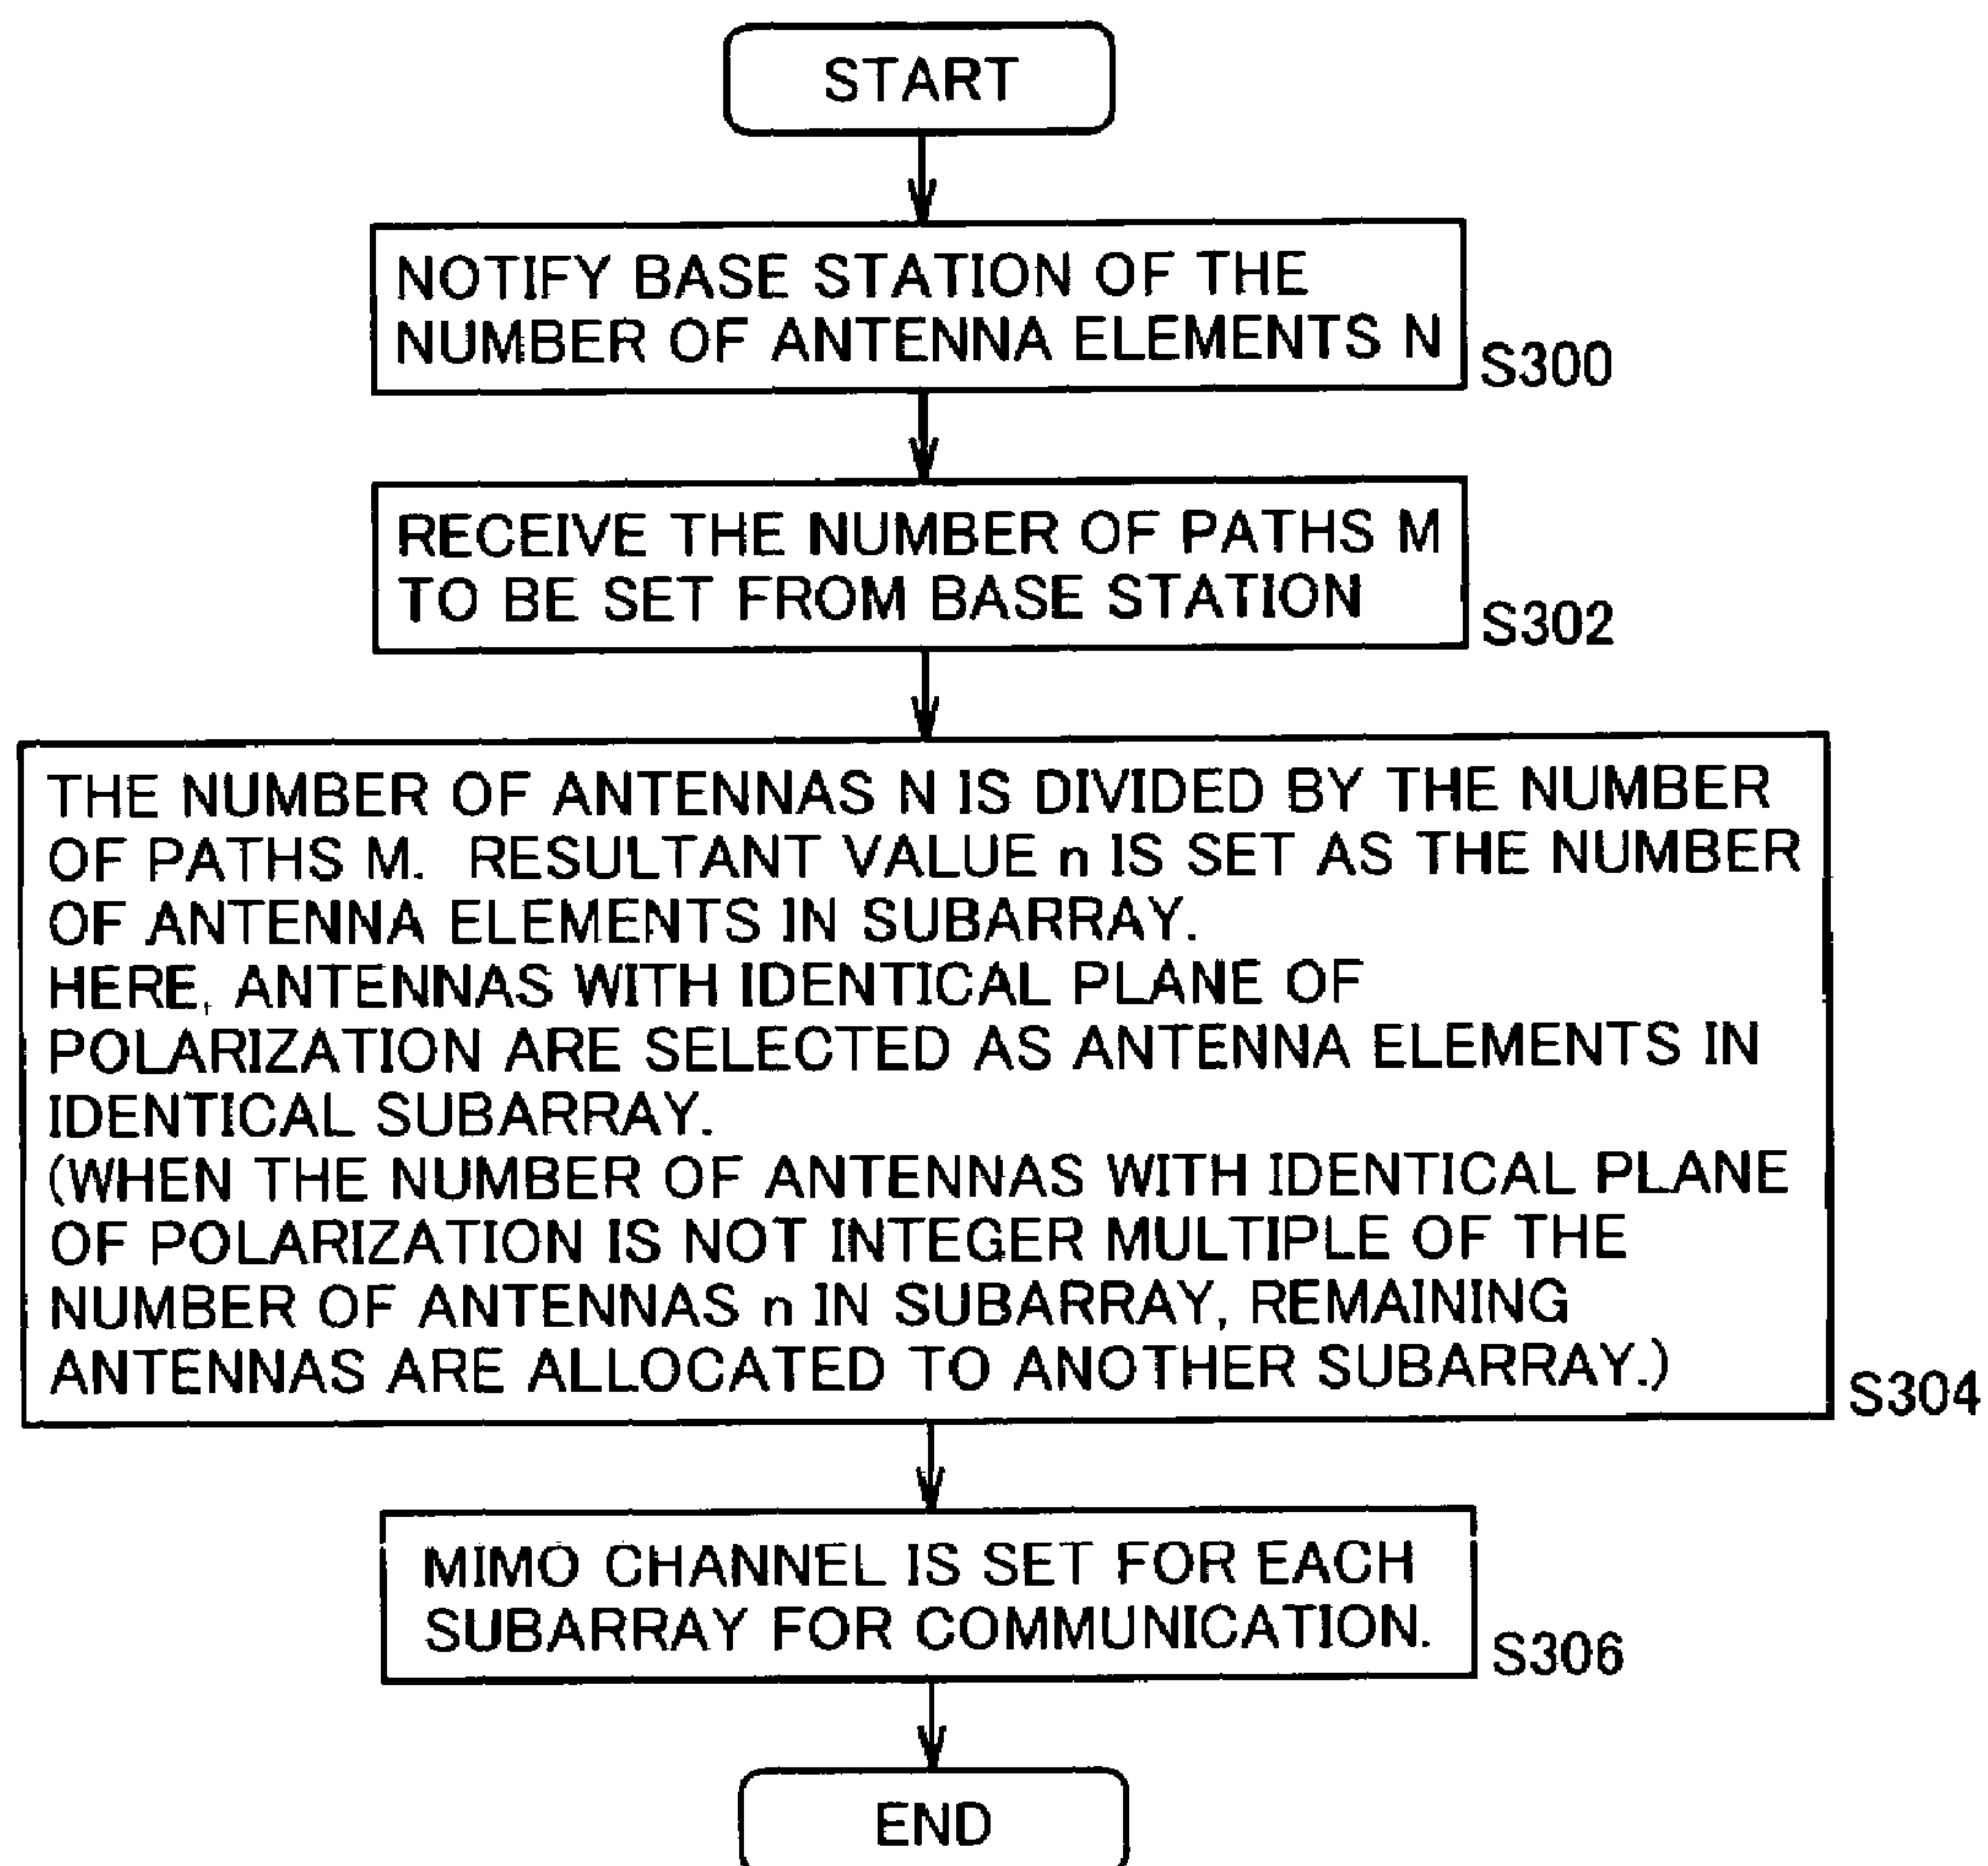 START
NOTIFY BASE STATION OF THE
NUMBER OF ANTENNA ELEMENTS N
S300
RECEIVE THE NUMBER OF PATHS M
TO BE SET FROM BASE STATION
S302
THE NUMBER OF ANTENNAS N IS DIVIDED BY THE NUMBER
OF PATHS M. RESULTANT VALUE n IS SET AS THE NUMBER
OF ANTENNA ELEMENTS IN SUBARRAY.
HERE, ANTENNAS WITH IDENTICAL PLANE OF
POLARIZATION ARE SELECTED AS ANTENNA ELEMENTS IN
IDENTICAL SUBARRAY.
(WHEN THE NUMBER OF ANTENNAS WITH IDENTICAL PLANE
OF POLARIZATION IS NOT INTEGER MULTIPLE OF THE
NUMBER OF ANTENNAS n IN SUBARRAY, REMAINING
ANTENNAS ARE ALLOCATED TO ANOTHER SUBARRAY.)
S304
MIMO CHANNEL IS SET FOR EACH
SUBARRAY FOR COMMUNICATION.
S306
END